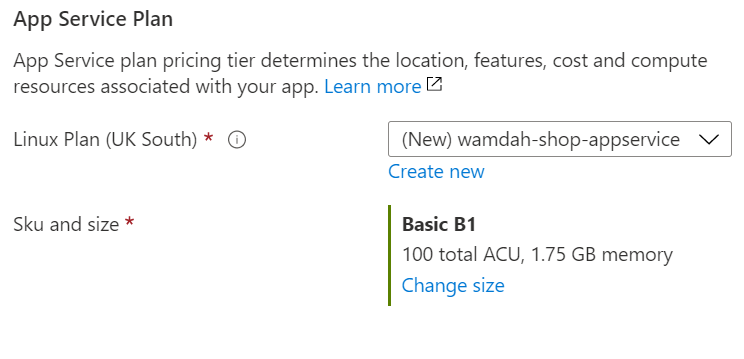 App Service Plan
App Service plan pricing tier determines the location, features, cost and compute
resources associated with your app. Learn more
Linux Plan (UK South) *
(New) wamdah-shop-appservice
Create new
Sku and size *
Basic B1
100 total ACU, 1.75 GB memory
Change size